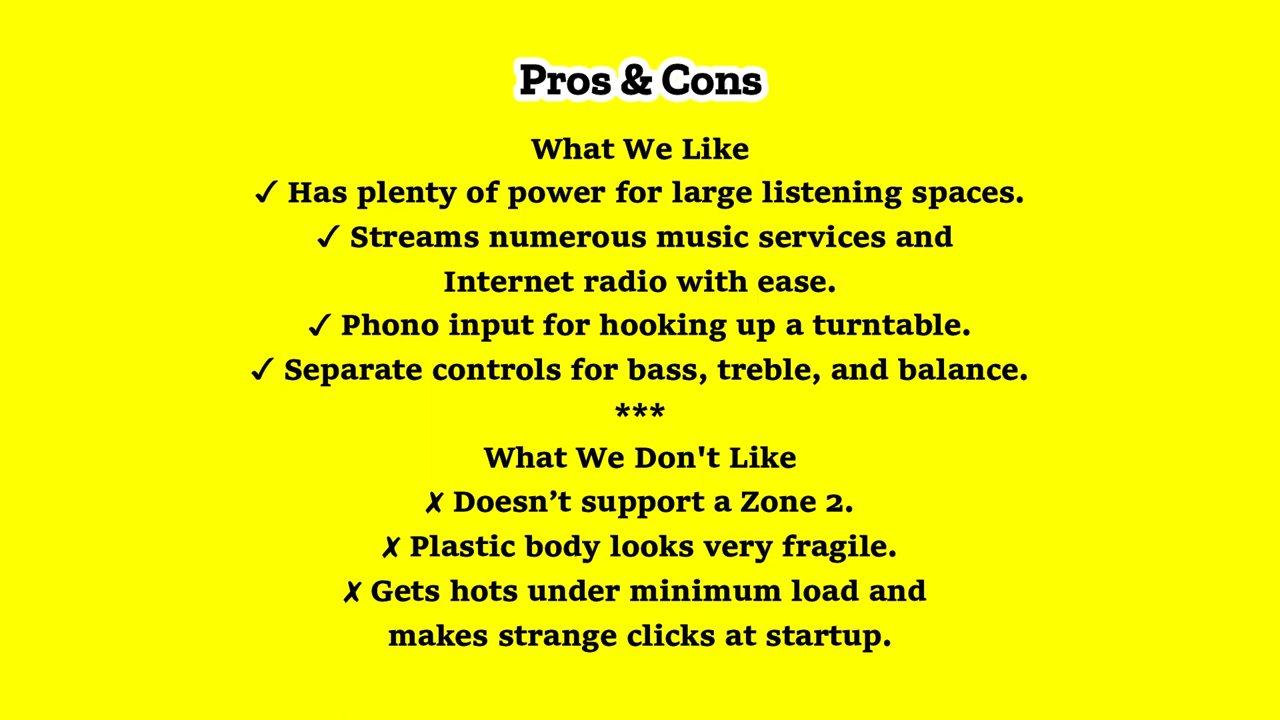 Pros & Cons
What We Like
✓ Has plenty of power for large listening spaces.
✓ Streams numerous music services and
Internet radio with ease.
✓ Phono input for hooking up a turntable.
✓ Separate controls for bass, treble, and balance.
***
What We Don't Like
✗ Doesn’t support a Zone 2.
✗ Plastic body looks very fragile.
✗ Gets hots under minimum load and
makes strange clicks at startup.